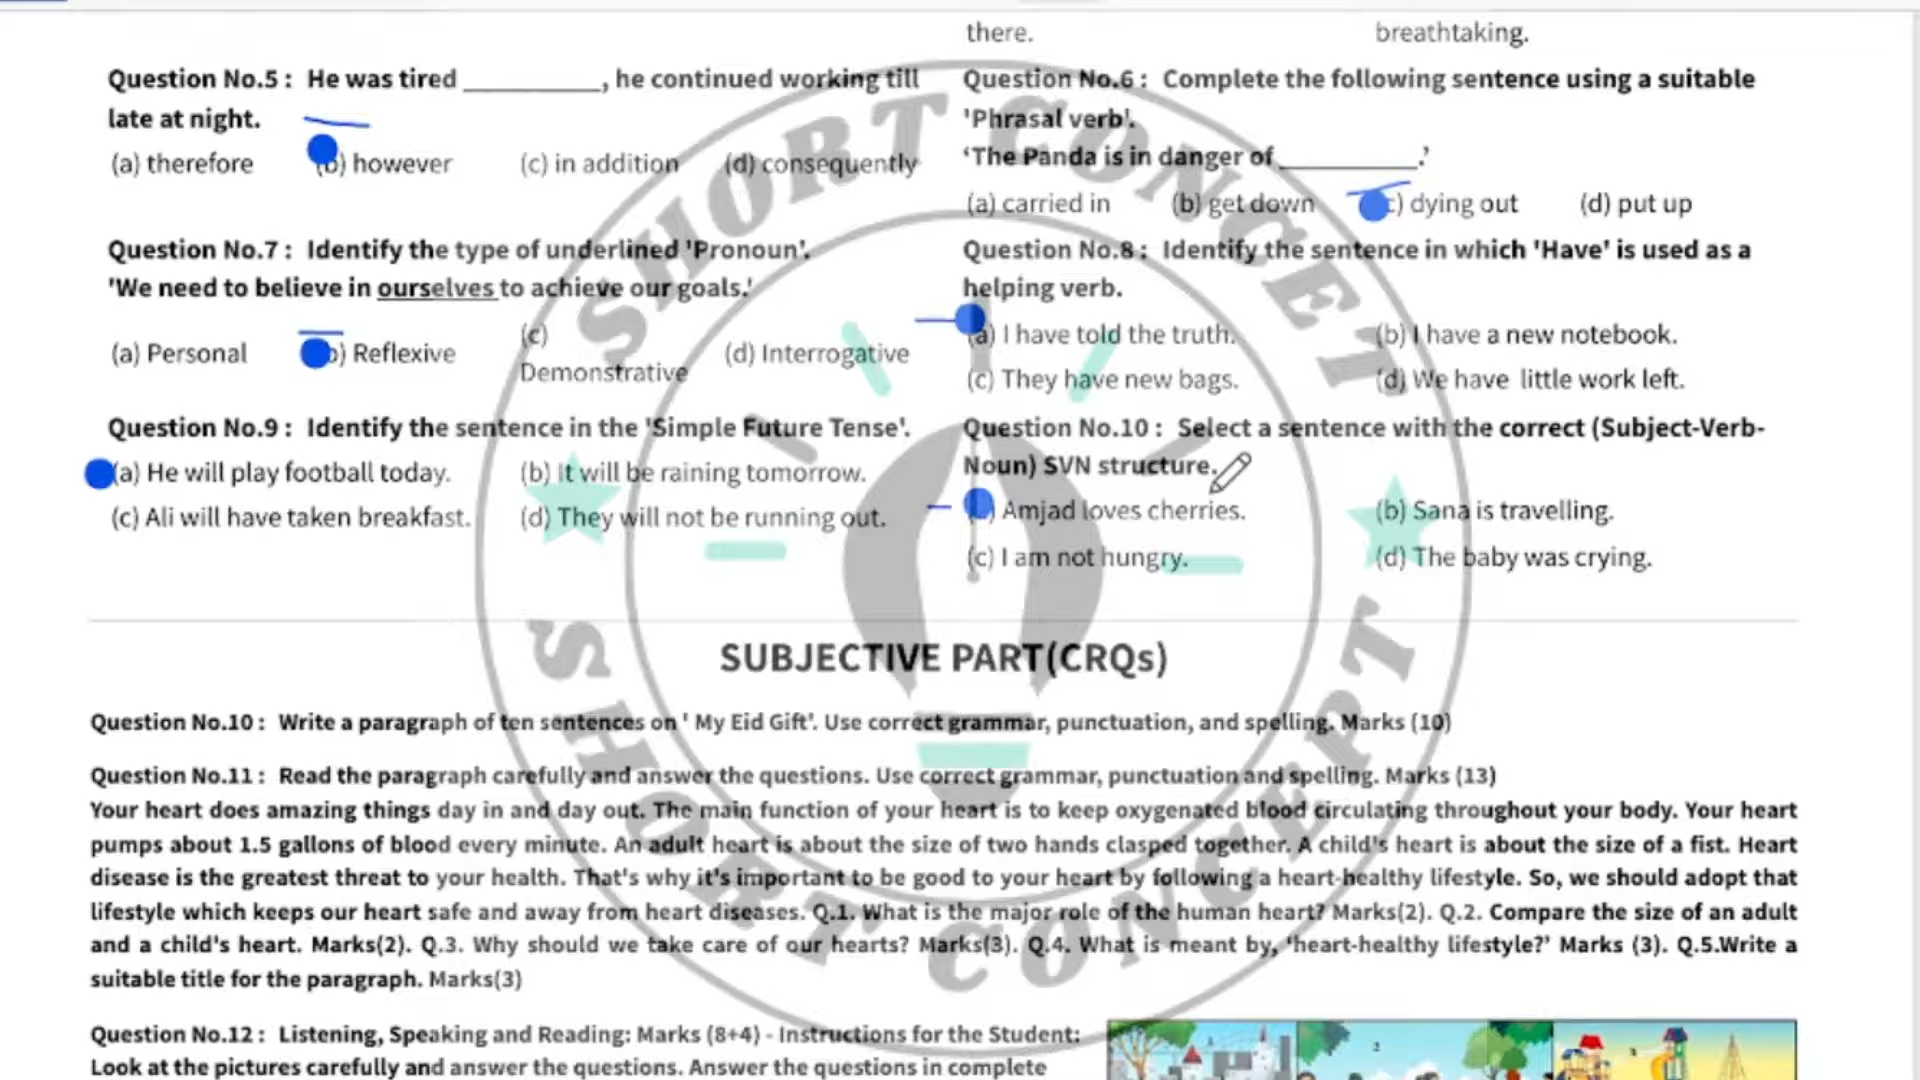 there.
breathtaking.
Question No.5 : He was tired __________, he continued working till
late at night.
(a) therefore (b) however (c) in addition (d) consequently
Question No.6 : Complete the following sentence using a suitable
'Phrasal verb'.
‘The Panda is in danger of __________.’
(a) carried in (b) get down (c) dying out (d) put up
Question No.7 : Identify the type of underlined 'Pronoun'.
'We need to believe in ourselves to achieve our goals.'
(a) Personal (b) Reflexive (c) Demonstrative (d) Interrogative
Question No.8 : Identify the sentence in which 'Have' is used as a
helping verb.
(a) I have told the truth. (b) I have a new notebook.
(c) They have new bags. (d) We have little work left.
Question No.9 : Identify the sentence in the 'Simple Future Tense'.
(a) He will play football today. (b) It will be raining tomorrow.
(c) Ali will have taken breakfast. (d) They will not be running out.
Question No.10 : Select a sentence with the correct (Subject-Verb-
Noun) SVN structure.
Amjad loves cherries. (b) Sana is travelling.
(c) I am not hungry. (d) The baby was crying.
SUBJECTIVE PART(CRQs)
Question No.10 : Write a paragraph of ten sentences on ' My Eid Gift'. Use correct grammar, punctuation, and spelling. Marks (10)
Question No.11 : Read the paragraph carefully and answer the questions. Use correct grammar, punctuation and spelling. Marks (13)
Your heart does amazing things day in and day out. The main function of your heart is to keep oxygenated blood circulating throughout your body. Your heart
pumps about 1.5 gallons of blood every minute. An adult heart is about the size of two hands clasped together. A child's heart is about the size of a fist. Heart
disease is the greatest threat to your health. That's why it's important to be good to your heart by following a heart-healthy lifestyle. So, we should adopt that
lifestyle which keeps our heart safe and away from heart diseases. Q.1. What is the major role of the human heart? Marks(2). Q.2. Compare the size of an adult
and a child's heart. Marks(2). Q.3. Why should we take care of our hearts? Marks(3). Q.4. What is meant by, ‘heart-healthy lifestyle?’ Marks (3). Q.5.Write a
suitable title for the paragraph. Marks(3)
Question No.12 : Listening, Speaking and Reading: Marks (8+4) - Instructions for the Student:
Look at the pictures carefully and answer the questions. Answer the questions in complete
SHORT CONCEPT
SHORT CONCEPT